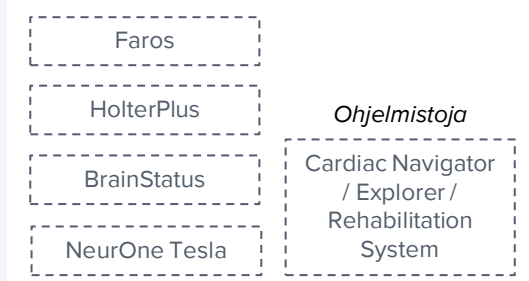 Faros
HolterPlus
BrainStatus
NeurOne Tesla
Ohjelmistoja
Cardiac Navigator
/ Explorer /
Rehabilitation
System